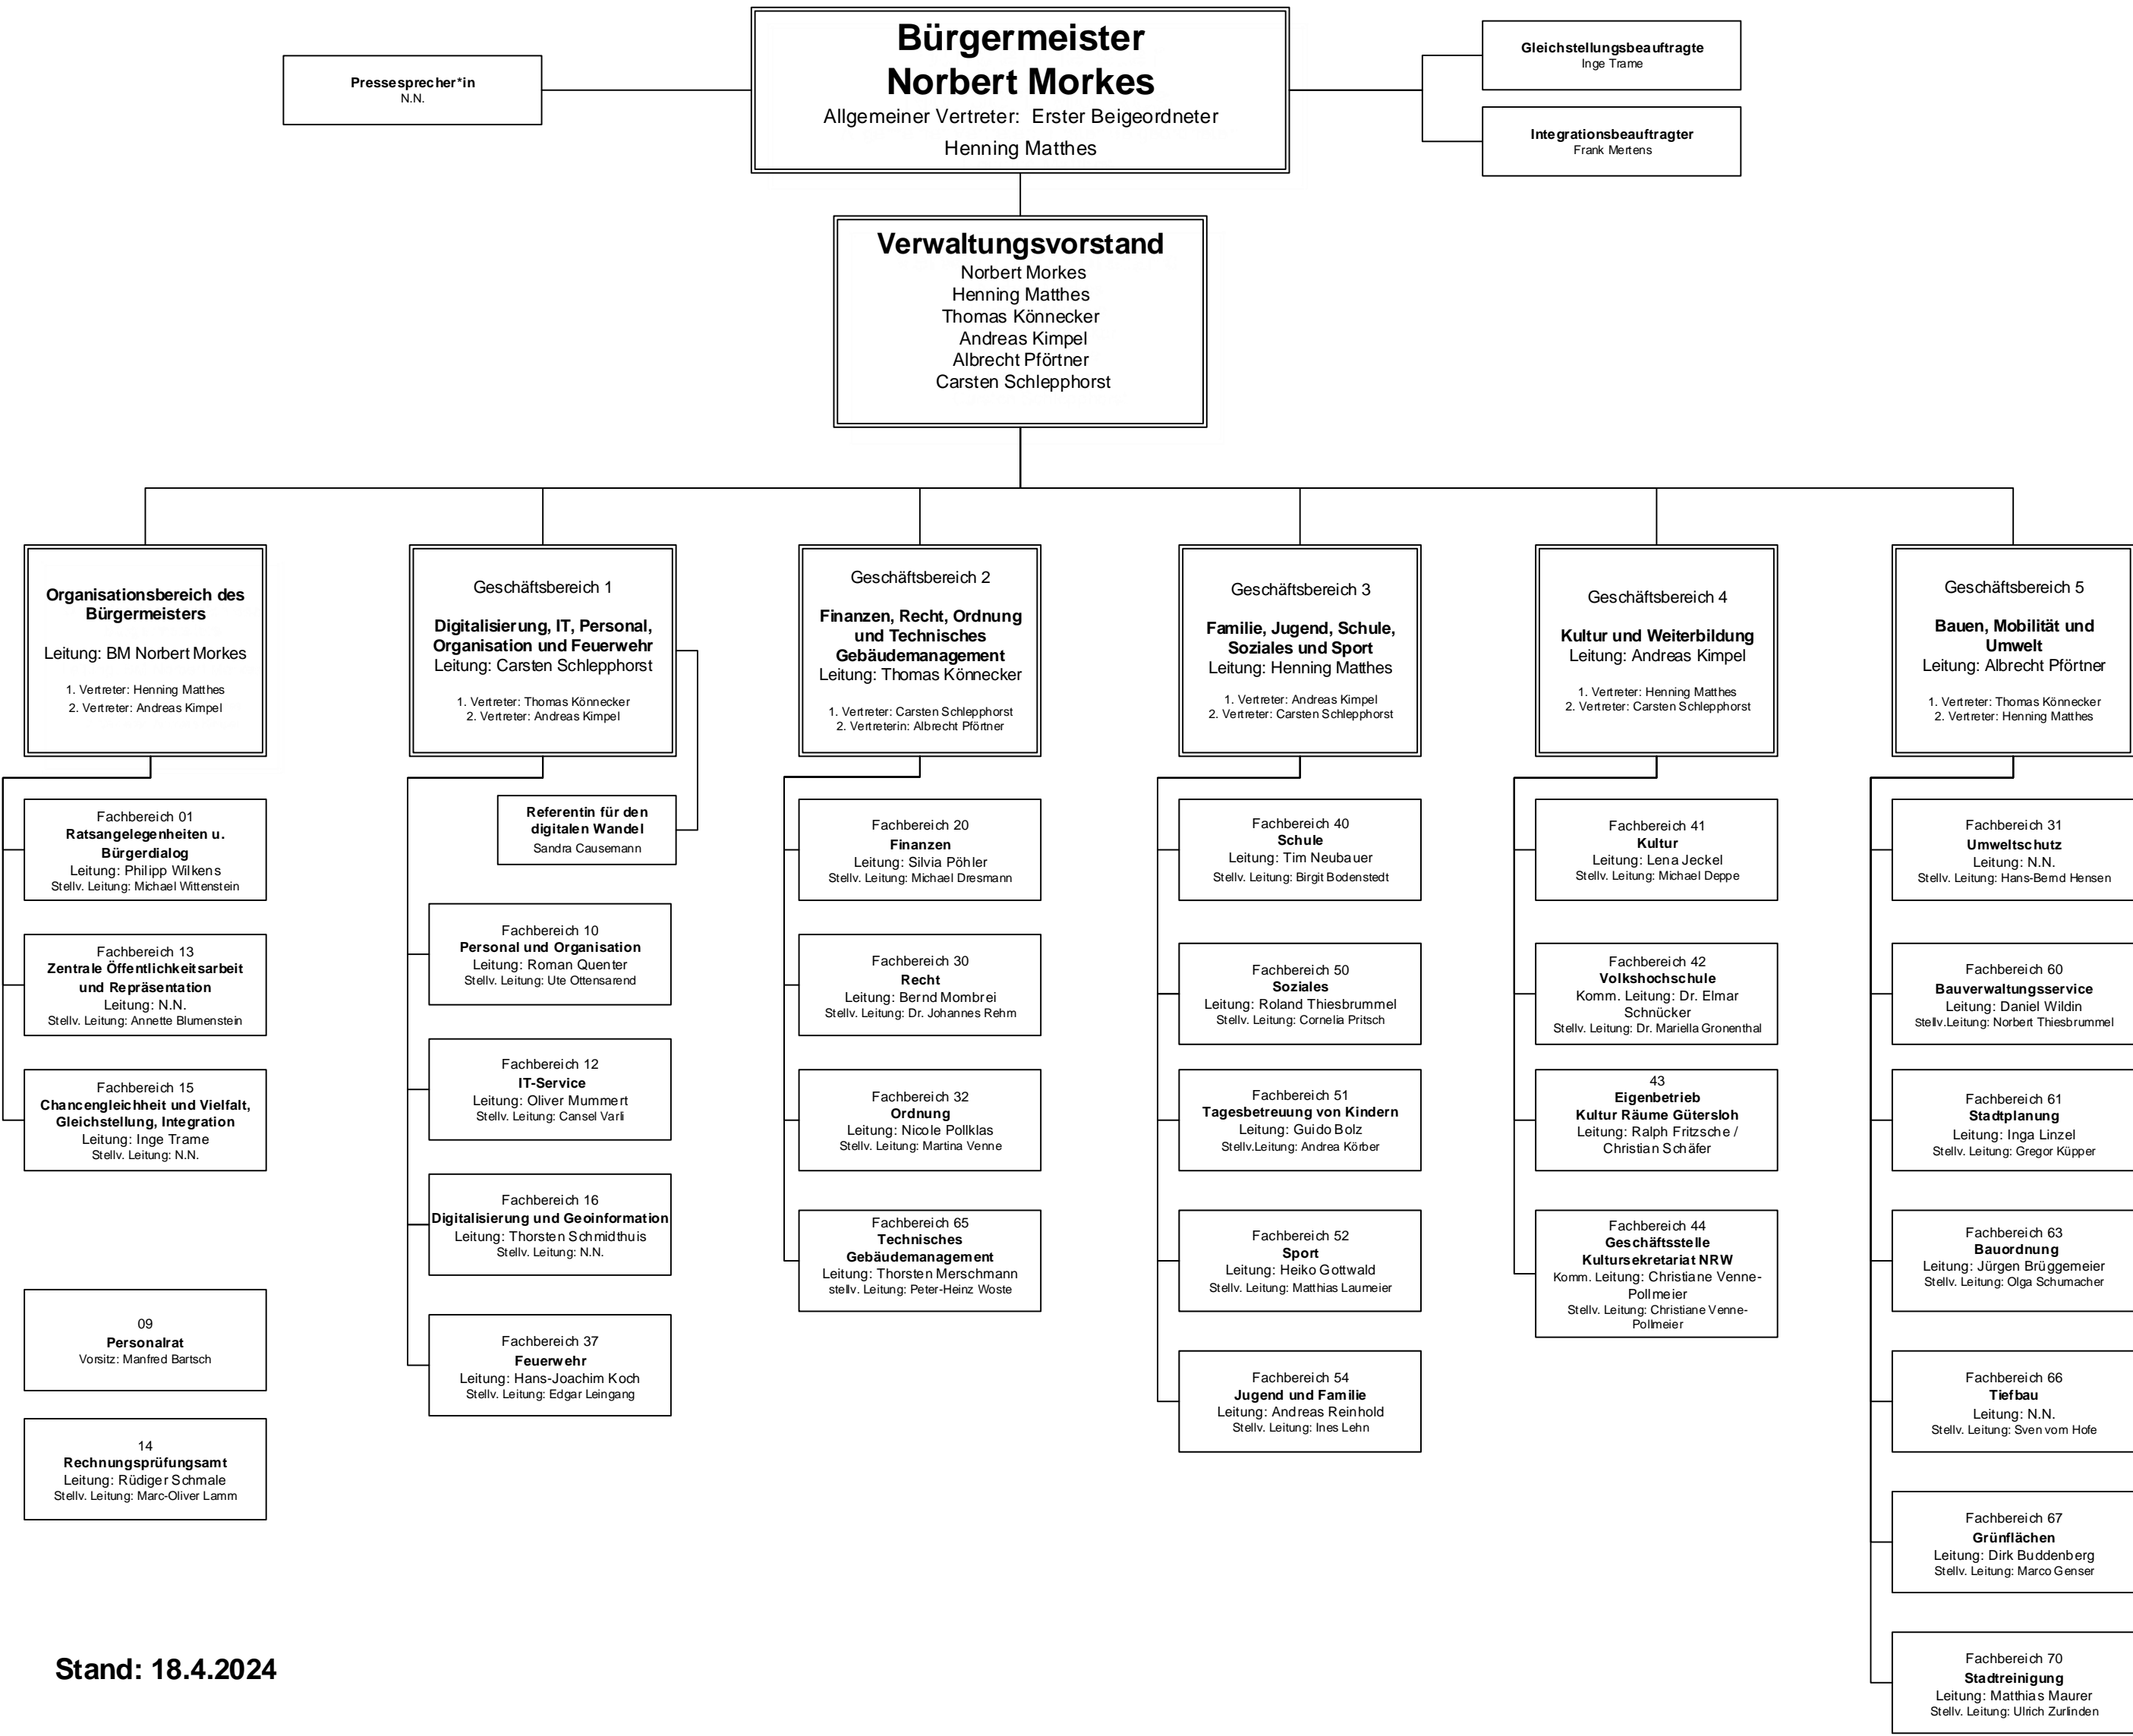 Bürgermeister
Norbert Morkes
Allgemeiner Vertreter: Erster Beigeordneter
Henning Matthes
Pressesprecher*in
N.N.
Gleichstellungsbeauftragte
Inge Trame
Integrationsbeauftragter
Frank Mertens
Verwaltungsvorstand
Norbert Morkes
Henning Matthes
Thomas Könnecker
Andreas Kimpel
Albrecht Pförtner
Carsten Schlepphorst
Organisationsbereich des
Bürgermeisters
Leitung: BM Norbert Morkes
1. Vertreter: Henning Matthes
2. Vertreter: Andreas Kimpel
Fachbereich 01
Ratsangelegenheiten u.
Bürgerdialog
Leitung: Philipp Wilkens
Stellv. Leitung: Michael Wittenstein
Fachbereich 13
Zentrale Öffentlichkeitsarbeit
und Repräsentation
Leitung: N.N.
Stellv. Leitung: Annette Blumenstein
Fachbereich 15
Chancengleichheit und Vielfalt,
Gleichstellung, Integration
Leitung: Inge Trame
Stellv. Leitung: N.N.
09
Personalrat
Vorsitz: Manfred Bartsch
14
Rechnungsprüfungsamt
Leitung: Rüdiger Schmale
Stellv. Leitung: Marc-Oliver Lamm
Geschäftsbereich 1
Digitalisierung, IT, Personal,
Organisation und Feuerwehr
Leitung: Carsten Schlepphorst
1. Vertreter: Thomas Könnecker
2. Vertreter: Andreas Kimpel
Referentin für den
digitalen Wandel
Sandra Causemann
Fachbereich 10
Personal und Organisation
Leitung: Roman Quenter
Stellv. Leitung: Ute Ottensarend
Fachbereich 12
IT-Service
Leitung: Oliver Mummert
Stellv. Leitung: Cansel Varli
Fachbereich 16
Digitalisierung und Geoinformation
Leitung: Thorsten Schmidthuis
Stellv. Leitung: N.N.
Fachbereich 37
Feuerwehr
Leitung: Hans-Joachim Koch
Stellv. Leitung: Edgar Leingang
Geschäftsbereich 2
Finanzen, Recht, Ordnung
und Technisches
Gebäudemanagement
Leitung: Thomas Könnecker
1. Vertreter: Carsten Schlepphorst
2. Vertreterin: Albrecht Pförtner
Fachbereich 20
Finanzen
Leitung: Silvia Pöhler
Stellv. Leitung: Michael Dresmann
Fachbereich 30
Recht
Leitung: Bernd Mombrei
Stellv. Leitung: Dr. Johannes Rehm
Fachbereich 32
Ordnung
Leitung: Nicole Pollklas
Stellv. Leitung: Martina Venne
Fachbereich 65
Technisches
Gebäudemanagement
Leitung: Thorsten Merschmann
stellv. Leitung: Peter-Heinz Woste
Geschäftsbereich 3
Familie, Jugend, Schule,
Soziales und Sport
Leitung: Henning Matthes
1. Vertreter: Andreas Kimpel
2. Vertreter: Carsten Schlepphorst
Fachbereich 40
Schule
Leitung: Tim Neubauer
Stellv. Leitung: Birgit Bodenstedt
Fachbereich 50
Soziales
Leitung: Roland Thiesbrummel
Stellv. Leitung: Cornelia Pritsch
Fachbereich 51
Tagesbetreuung von Kindern
Leitung: Guido Bolz
Stellv.Leitung: Andrea Körber
Fachbereich 52
Sport
Leitung: Heiko Gottwald
Stellv. Leitung: Matthias Laumeier
Fachbereich 54
Jugend und Familie
Leitung: Andreas Reinhold
Stellv. Leitung: Ines Lehn
Geschäftsbereich 4
Kultur und Weiterbildung
Leitung: Andreas Kimpel
1. Vertreter: Henning Matthes
2. Vertreter: Carsten Schlepphorst
Fachbereich 41
Kultur
Leitung: Lena Jeckel
Stellv. Leitung: Michael Deppe
Fachbereich 42
Volkshochschule
Komm. Leitung: Dr. Elmar
Schnücker
Stellv. Leitung: Dr. Mariella Gronenthal
43
Eigenbetrieb
Kultur Räume Gütersloh
Leitung: Ralph Fritzsche /
Christian Schäfer
Fachbereich 44
Geschäftsstelle
Kultursekretariat NRW
Komm. Leitung: Christiane Venne-
Pollmeier
Stellv. Leitung: Christiane Venne-
Pollmeier
Geschäftsbereich 5
Bauen, Mobilität und
Umwelt
Leitung: Albrecht Pförtner
1. Vertreter: Thomas Könnecker
2. Vertreter: Henning Matthes
Fachbereich 31
Umweltschutz
Leitung: N.N.
Stellv. Leitung: Hans-Bernd Hensen
Fachbereich 60
Bauverwaltungsservice
Leitung: Daniel Wildin
Stellv.Leitung: Norbert Thiesbrummel
Fachbereich 61
Stadtplanung
Leitung: Inga Linzel
Stellv. Leitung: Gregor Küpper
Fachbereich 63
Bauordnung
Leitung: Jürgen Brüggemeier
Stellv. Leitung: Olga Schumacher
Fachbereich 66
Tiefbau
Leitung: N.N.
Stellv. Leitung: Sven vom Hofe
Fachbereich 67
Grünflächen
Leitung: Dirk Buddenberg
Stellv. Leitung: Marco Genser
Fachbereich 70
Stadtreinigung
Leitung: Matthias Maurer
Stellv. Leitung: Ulrich Zurlinden
Stand: 18.4.2024